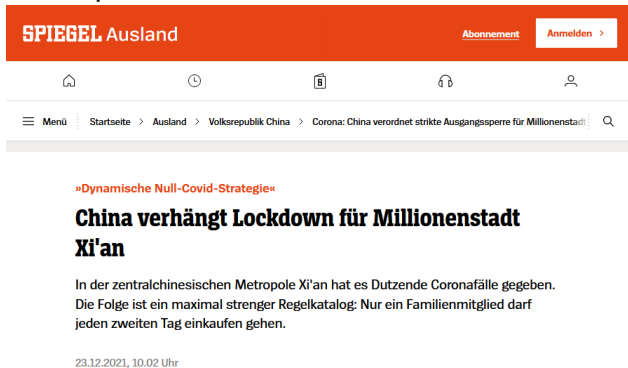 SPIEGEL Ausland
Abonnement
Anmelden >
S
Menü Startseite > Ausland > Volksrepublik China > Corona: China verordnet strikte Ausgangssperre für Millionenstadt
»Dynamische Null-Covid-Strategie«
China verhängt Lockdown für Millionenstadt
Xi'an
In der zentralchinesischen Metropole Xi'an hat es Dutzende Coronafälle gegeben.
Die Folge ist ein maximal strenger Regelkatalog: Nur ein Familienmitglied darf
jeden zweiten Tag einkaufen gehen.
23.12.2021, 10.02 Uhr